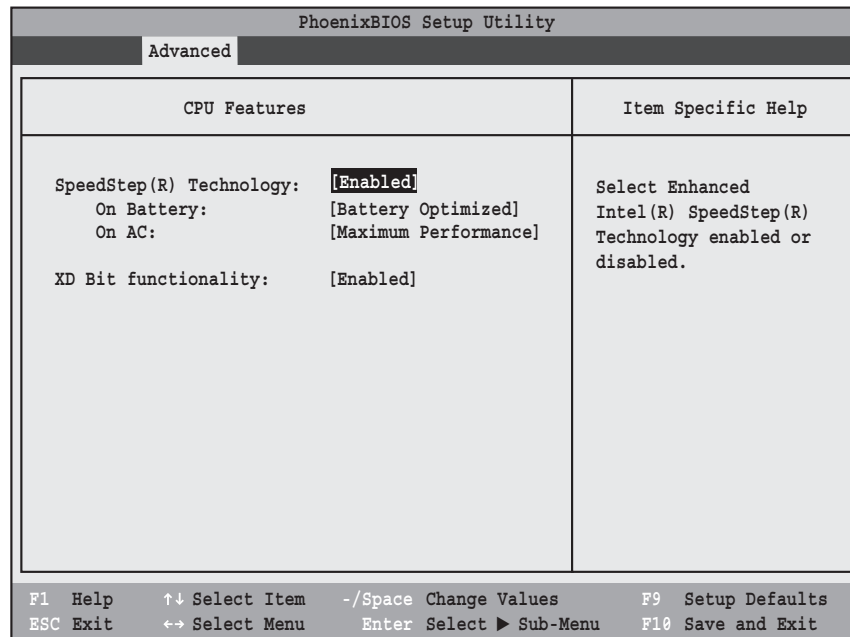 PhoenixBIOS Setup Utility
Advanced
CPU Features
SpeedStep(R) Technology: [Enabled]
On Battery: [Battery Optimized]
On AC: [Maximum Performance]
XD Bit functionality: [Enabled]
Item Specific Help
Select Enhanced
Intel(R) SpeedStep(R)
Technology enabled or
disabled.
F1 Help ↑↓ Select Item -/Space Change Values F9 Setup Defaults
ESC Exit ←→ Select Menu Enter Select ▶ Sub-Menu F10 Save and Exit